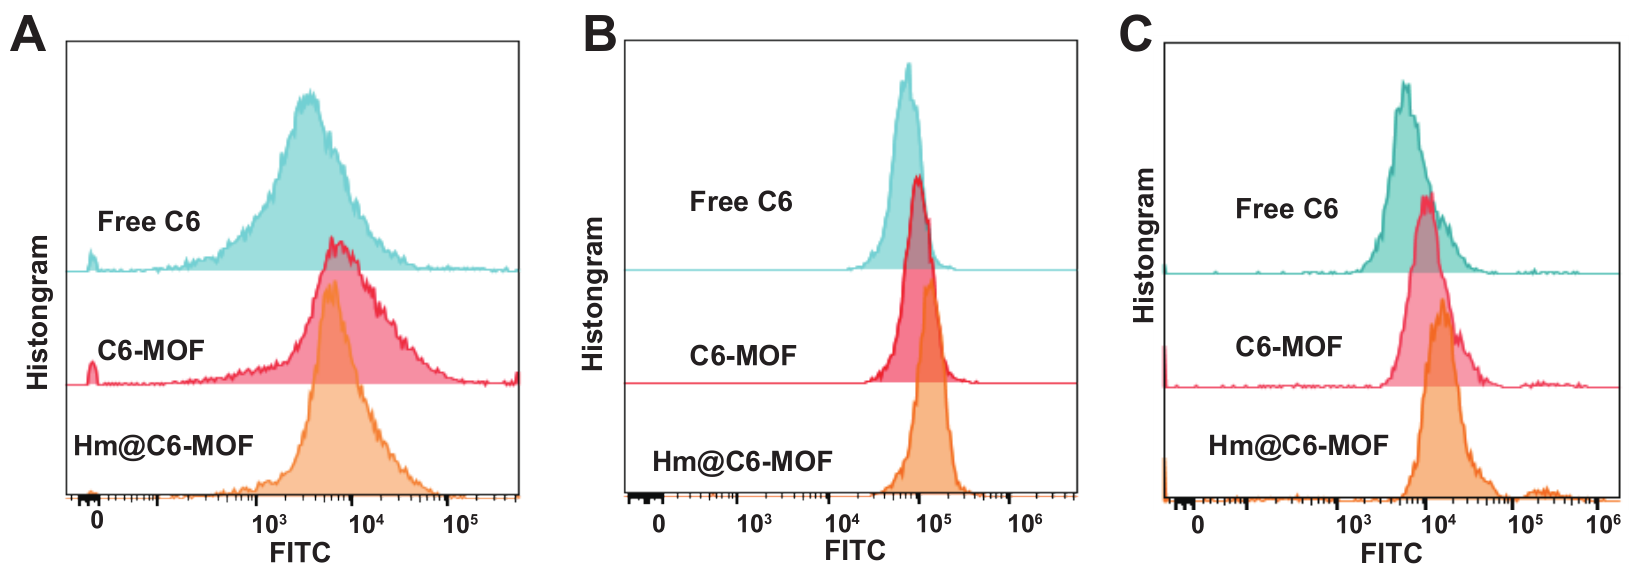 A
Histongram
Free C6
C6-MOF
Hm@C6-MOF
0 10³ 10⁴ 10⁵
FITC
B
Histongram
Free C6
C6-MOF
Hm@C6-MOF
0 10³ 10⁴ 10⁵ 10⁶
FITC
C
Histongram
Free C6
C6-MOF
Hm@C6-MOF
0 10³ 10⁴ 10⁵ 10⁶
FITC